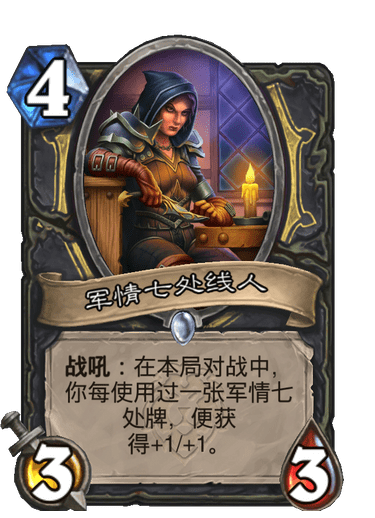 4
军情七处线人
战吼：在本局对战中，
你每使用过一张军情七
处牌，便获
得+1/+1。
3
3